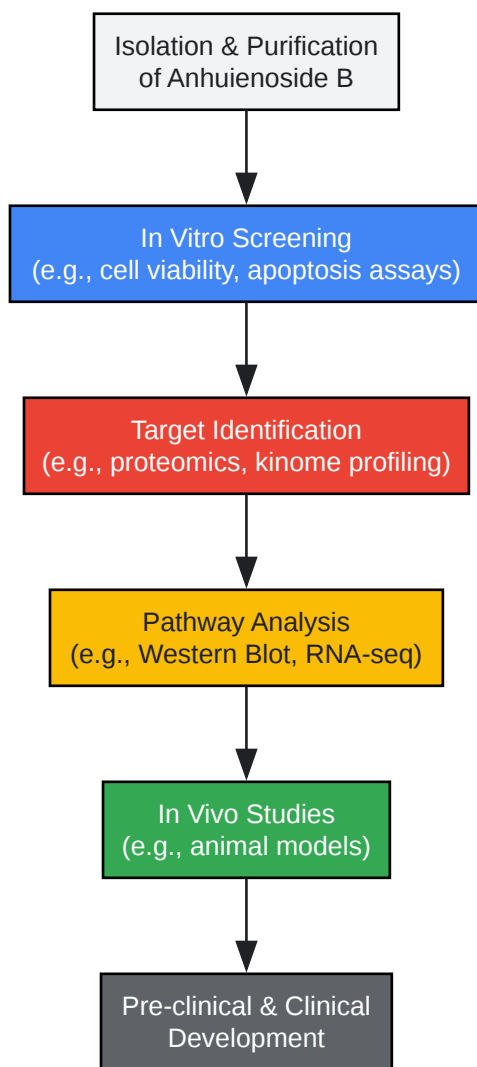 Isolation & Purification
of Anhuienoside B
In Vitro Screening
(e.g., cell viability, apoptosis assays)
Target Identification
(e.g., proteomics, kinome profiling)
Pathway Analysis
(e.g., Western Blot, RNA-seq)
In Vivo Studies
(e.g., animal models)
Pre-clinical & Clinical
Development